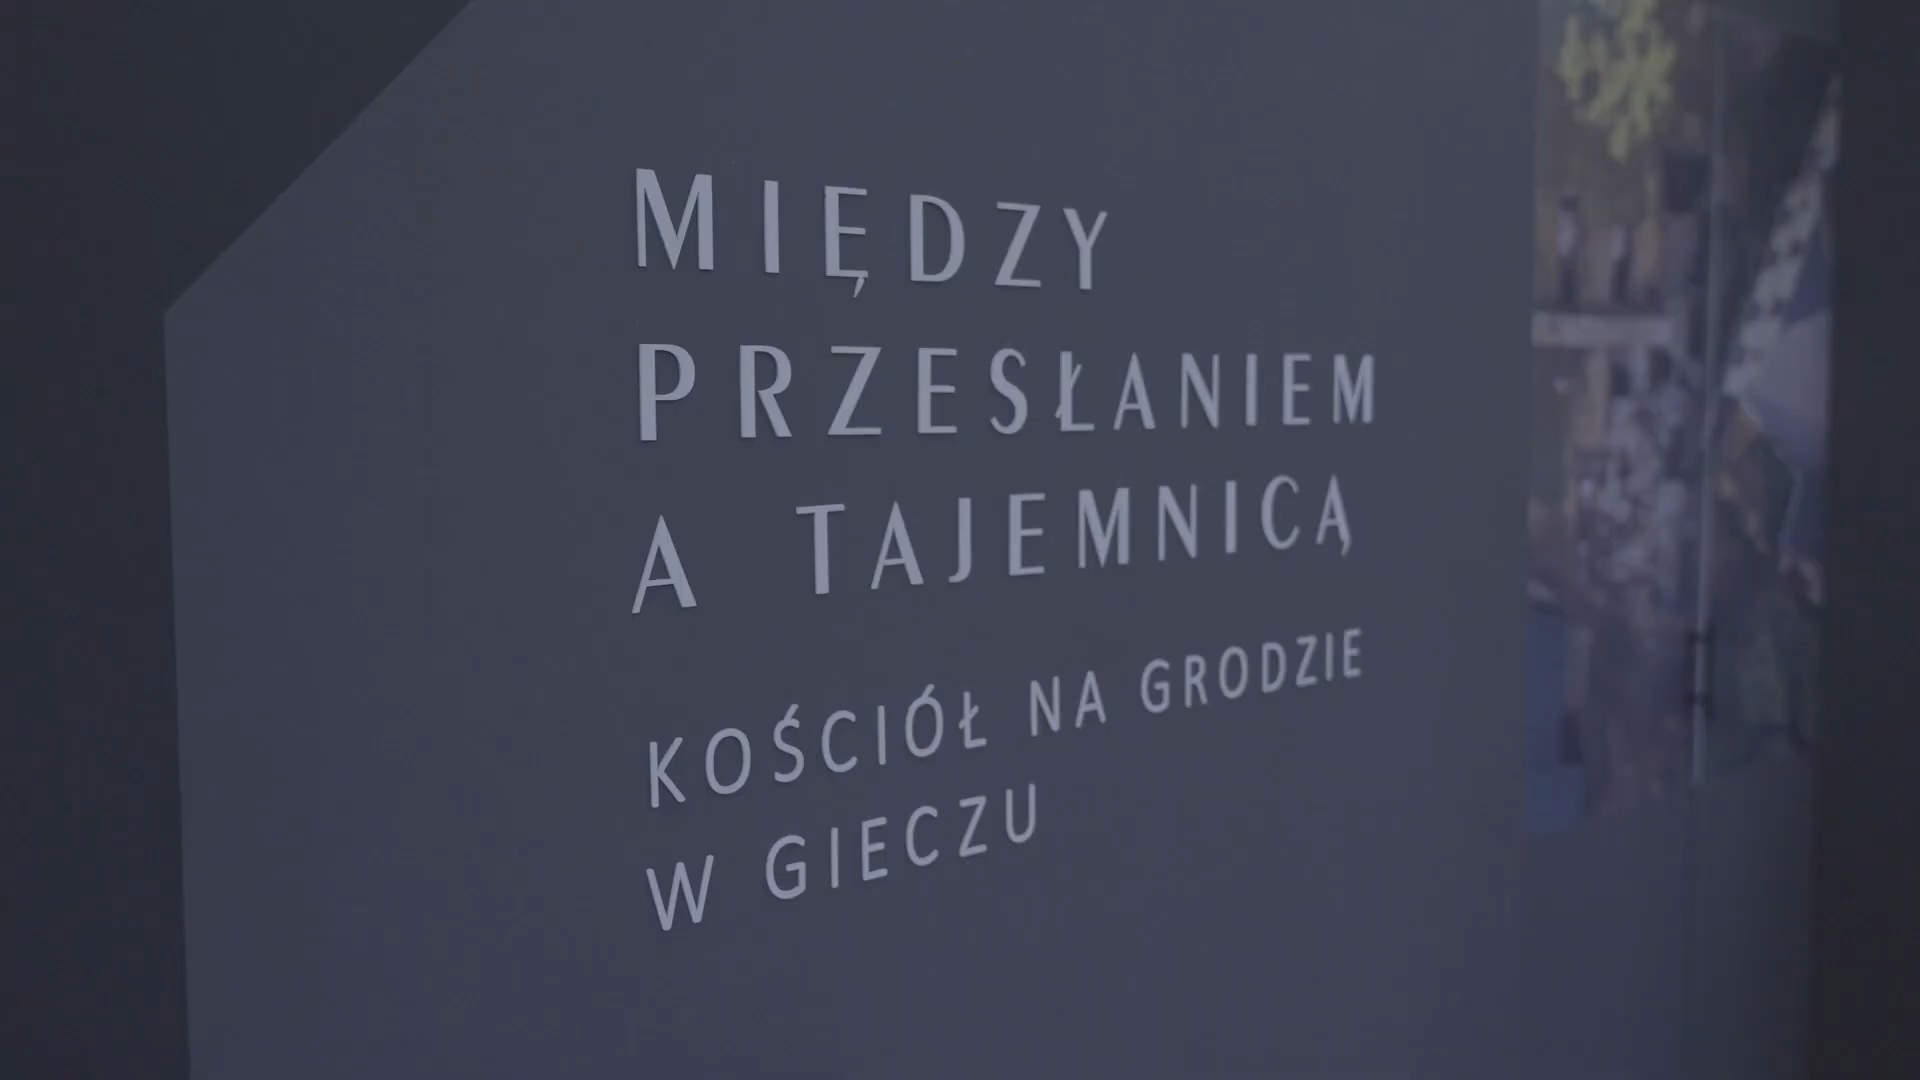 MIĘDZY
PRZESŁANIEM
A TAJEMNICĄ
KOŚCIÓŁ NA GRODZIE
W GIECZU